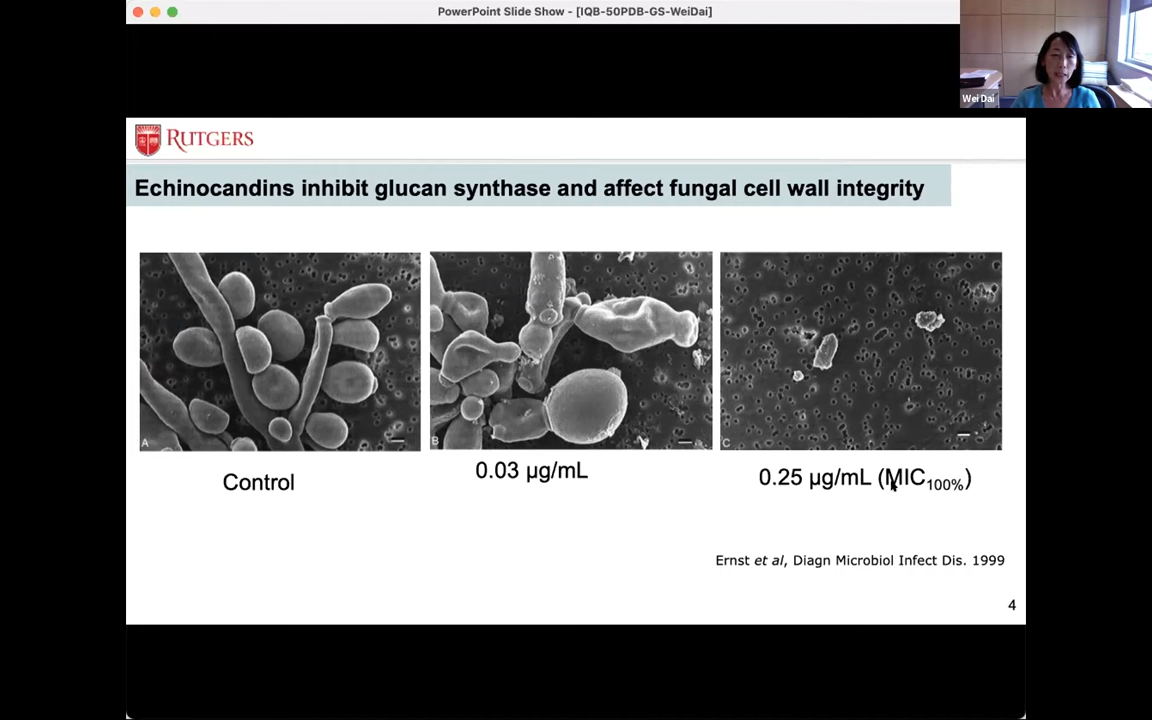 PowerPoint Slide Show - [IQB-50PDB-GS-WeiDai]
Wei Dai
RUTGERS
Echinocandins inhibit glucan synthase and affect fungal cell wall integrity
A
B
C
Control
0.03 µg/mL
0.25 µg/mL (MIC100%)
Ernst et al, Diagn Microbiol Infect Dis. 1999
4